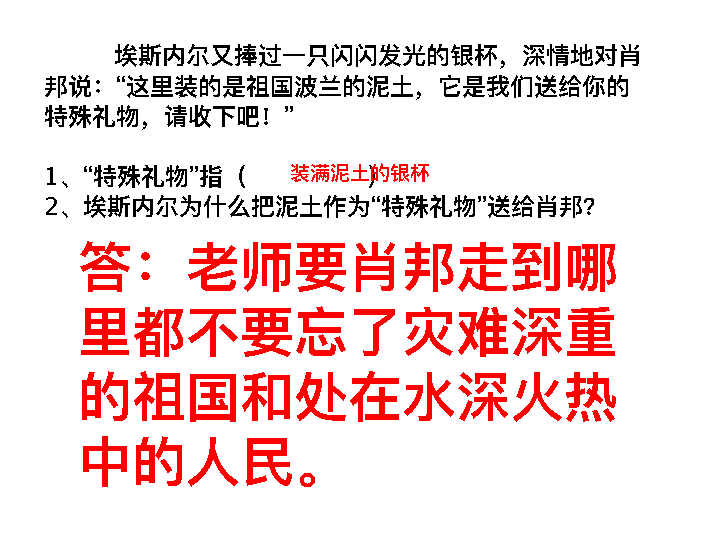 埃斯内尔又捧过一只闪闪发光的银杯，深情地对肖
邦说：“这里装的是祖国波兰的泥土，它是我们送给你的
特殊礼物，请收下吧！”
1、“特殊礼物”指（ 装满泥土的银杯 ）
2、埃斯内尔为什么把泥土作为“特殊礼物”送给肖邦？
答：老师要肖邦走到哪
里都不要忘了灾难深重
的祖国和处在水深火热
中的人民。